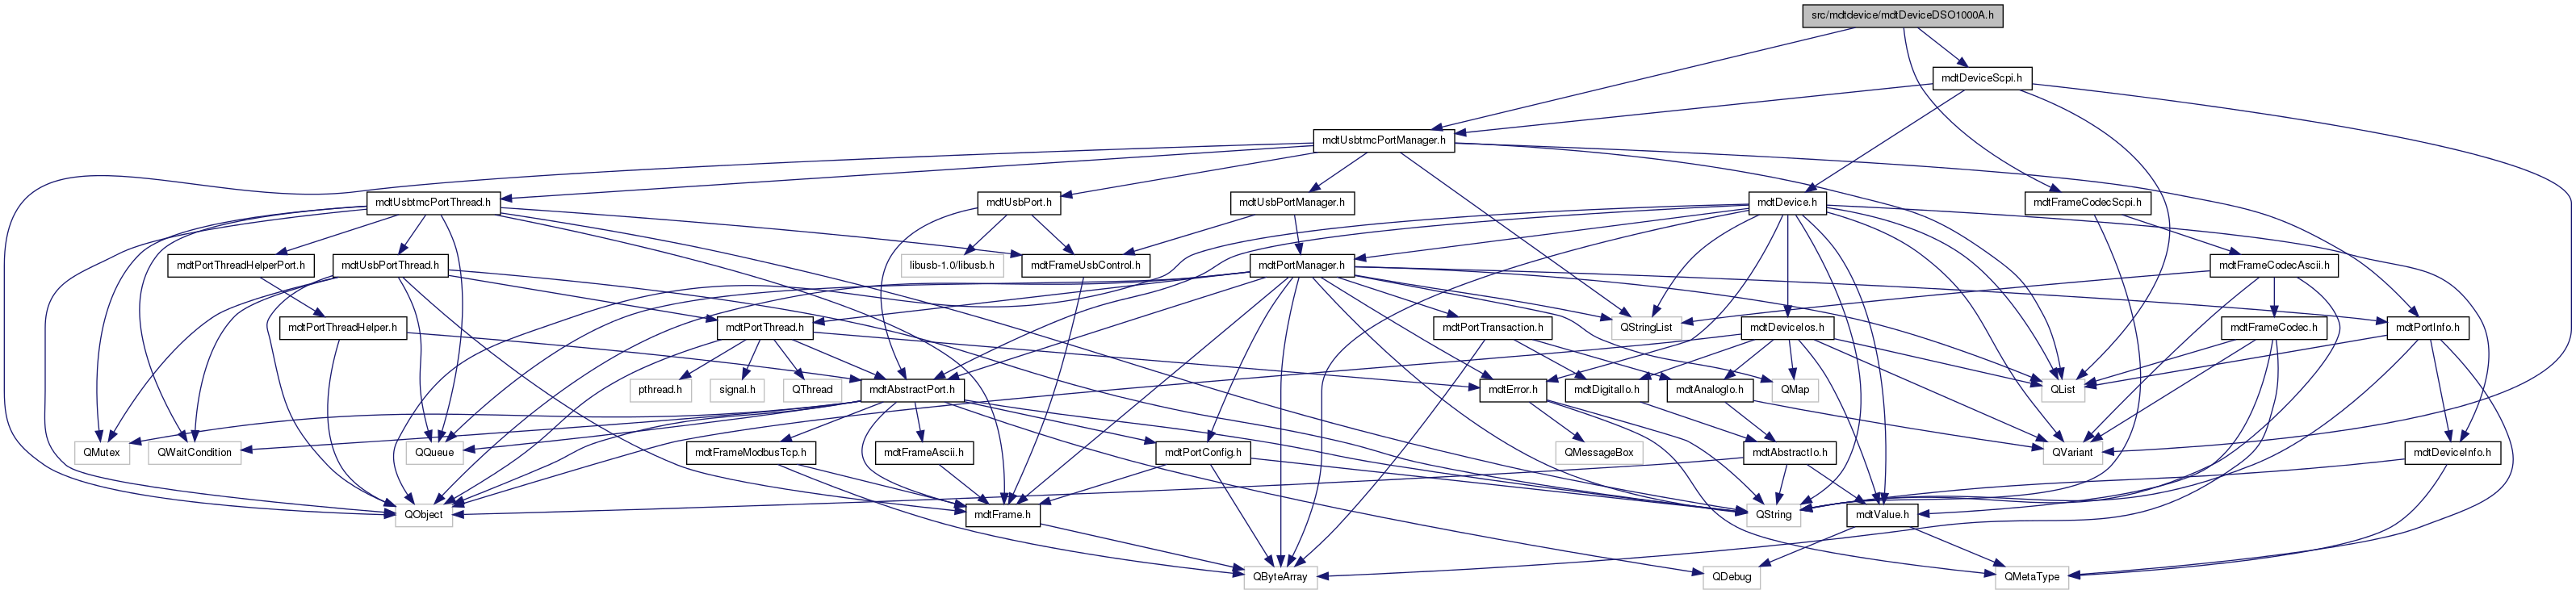 src/mdtdevice/mdtDeviceDSO1000A.h
mdtDeviceScpi.h
mdtUsbtmcPortManager.h
mdtUsbtmcPortThread.h
mdtUsbPort.h
mdtUsbPortManager.h
mdtDevice.h
mdtFrameCodecScpi.h
mdtPortThreadHelperPort.h
mdtUsbPortThread.h
libusb-1.0/libusb.h
mdtFrameUsbControl.h
mdtPortManager.h
mdtFrameCodecAscii.h
mdtPortThreadHelper.h
mdtPortThread.h
mdtPortTransaction.h
QStringList
mdtDeviceIos.h
mdtFrameCodec.h
mdtPortInfo.h
pthread.h
signal.h
QThread
mdtAbstractPort.h
mdtError.h
mdtDigitalIo.h
mdtAnalogIo.h
QMap
QList
QMutex
QWaitCondition
QQueue
mdtFrameModbusTcp.h
mdtFrameAscii.h
mdtPortConfig.h
QMessageBox
mdtAbstractIo.h
QVariant
mdtDeviceInfo.h
QObject
mdtFrame.h
QString
mdtValue.h
QByteArray
QDebug
QMetaType